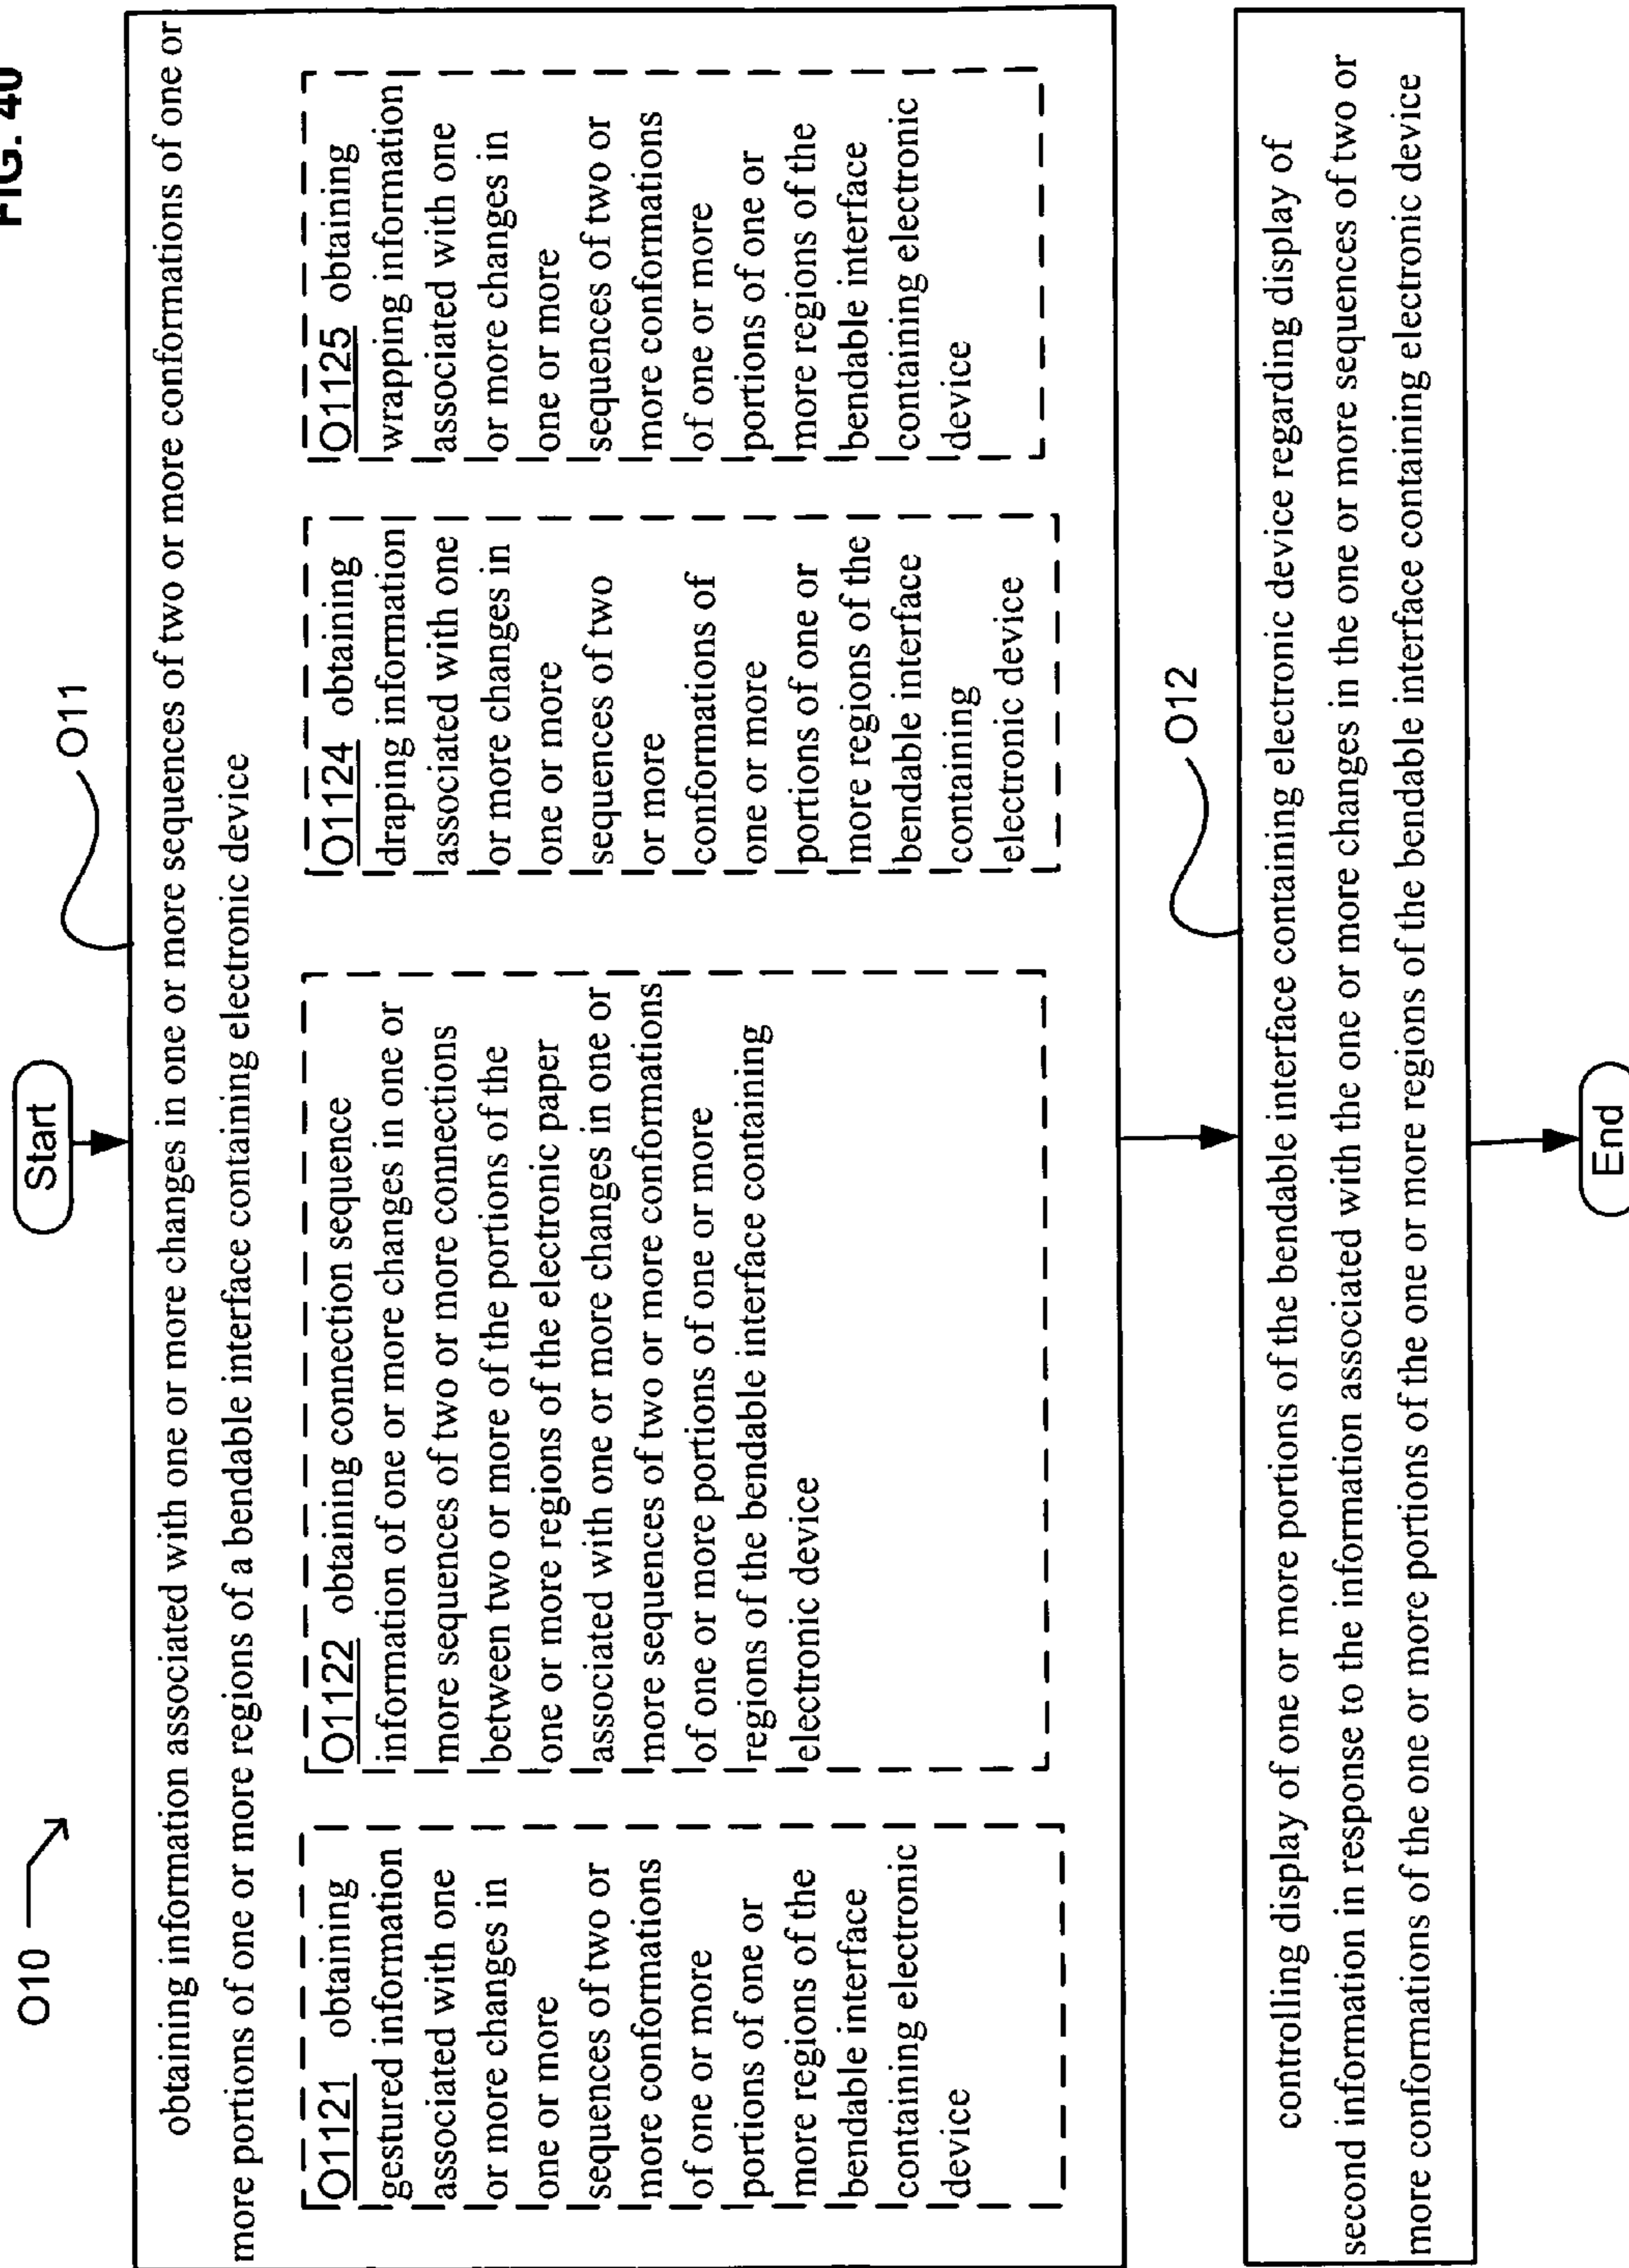 FIG. 40
O10
Start
O11
obtaining information associated with one or more changes in one or more sequences of two or more conformations of one or
more portions of one or more regions of a bendable interface containing electronic device
O1121 obtaining
gestured information
associated with one
or more changes in
one or more
sequences of two or
more conformations
of one or more
portions of one or
more regions of the
bendable interface
containing electronic
device
O1122 obtaining connection sequence
information of one or more changes in one or
more sequences of two or more connections
between two or more of the portions of the
one or more regions of the electronic paper
associated with one or more changes in one or
more sequences of two or more conformations
of one or more portions of one or more
regions of the bendable interface containing
electronic device
O1124 obtaining
draping information
associated with one
or more changes in
one or more
sequences of two
or more
conformations of
one or more
portions of one or
more regions of the
bendable interface
containing
electronic device
O1125 obtaining
wrapping information
associated with one
or more changes in
one or more
sequences of two or
more conformations
of one or more
portions of one or
more regions of the
bendable interface
containing electronic
device
O12
controlling display of one or more portions of the bendable interface containing electronic device regarding display of
second information in response to the information associated with the one or more changes in the one or more sequences of two or
more conformations of the one or more portions of the one or more regions of the bendable interface containing electronic device
End